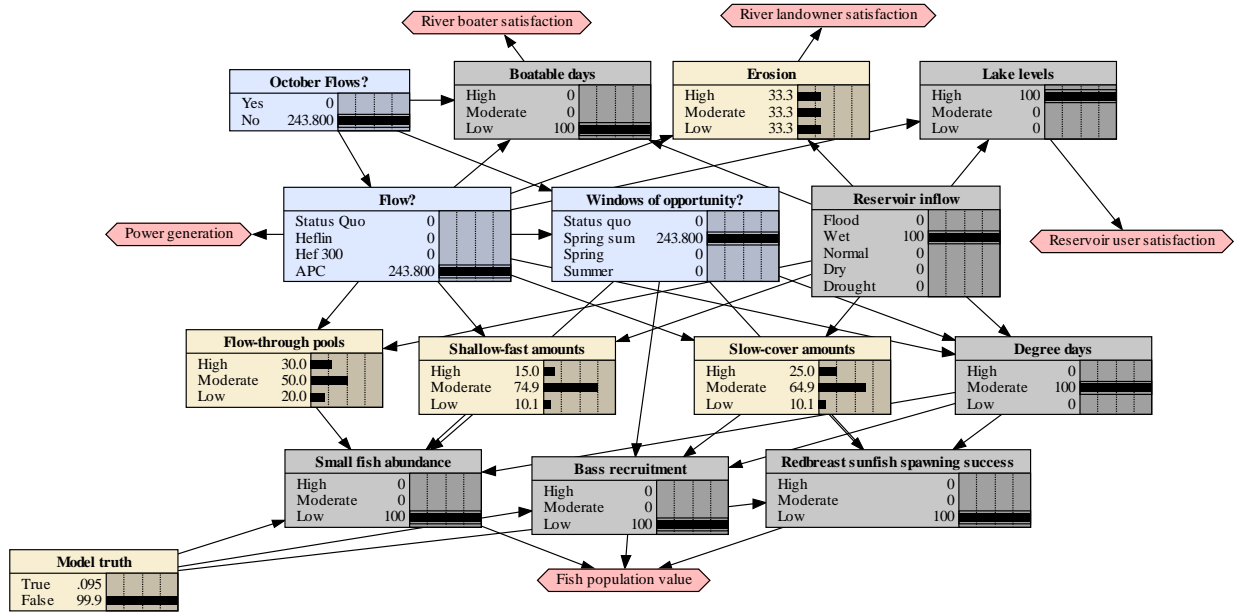 River boater satisfaction
River landowner satisfaction
October Flows?
Yes 0
No 243.800
Boatable days
High 0
Moderate 0
Low 100
Erosion
High 33.3
Moderate 33.3
Low 33.3
Lake levels
High 100
Moderate 0
Low 0
Power generation
Flow?
Status Quo 0
Heflin 0
Hef 300 0
APC 243.800
Windows of opportunity?
Status quo 0
Spring sum 243.800
Spring 0
Summer 0
Reservoir inflow
Flood 0
Wet 100
Normal 0
Dry 0
Drought 0
Reservoir user satisfaction
Flow-through pools
High 30.0
Moderate 50.0
Low 20.0
Shallow-fast amounts
High 15.0
Moderate 74.9
Low 10.1
Slow-cover amounts
High 25.0
Moderate 64.9
Low 10.1
Degree days
High 0
Moderate 100
Low 0
Small fish abundance
High 0
Moderate 0
Low 100
Bass recruitment
High 0
Moderate 0
Low 100
Redbreast sunfish spawning success
High 0
Moderate 0
Low 100
Model truth
True .095
False 99.9
Fish population value